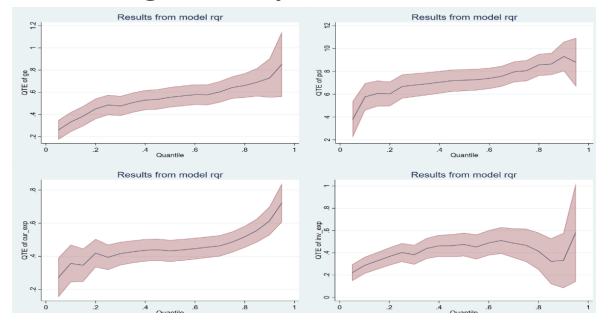 Results from model rqr
QTE of ge
.2 .4 .6 .8 1 1.2
0 .2 .4 .6 .8 1
Quantile
Results from model rqr
QTE of pci
2 4 6 8 10 12
0 .2 .4 .6 .8 1
Quantile
Results from model rqr
QTE of cur_exp
.2 .4 .6 .8
0 .2 .4 .6 .8 1
Quantile
Results from model rqr
QTE of inv_exp
0 .2 .4 .6 .8 1
0 .2 .4 .6 .8 1
Quantile